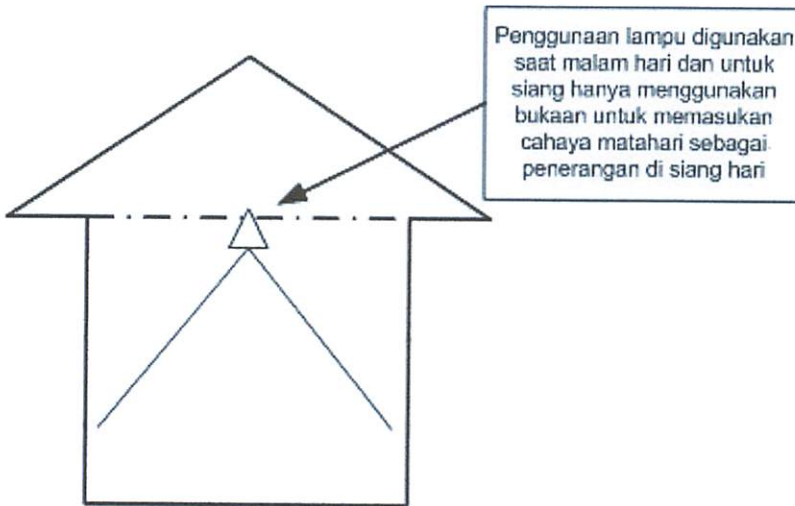 Penggunaan lampu digunakan
saat malam hari dan untuk
siang hanya menggunakan
bukaan untuk memasukan
cahaya matahari sebagai
penerangan di siang hari